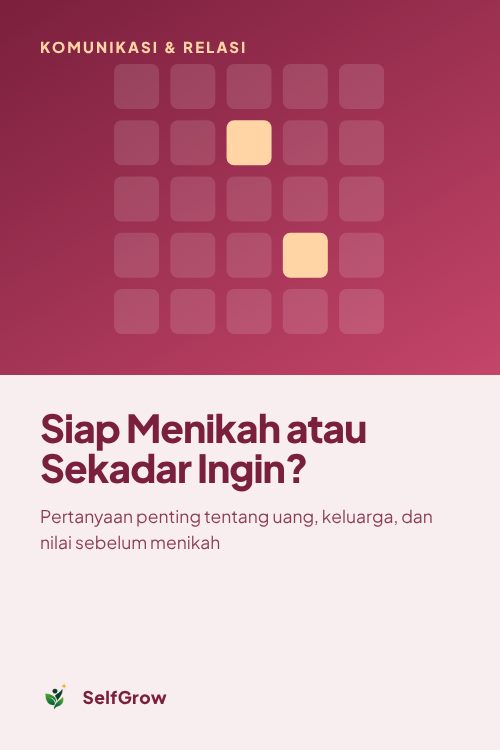 KOMUNIKASI & RELASI
Siap Menikah atau
Sekadar Ingin?
Pertanyaan penting tentang uang, keluarga, dan
nilai sebelum menikah
SelfGrow